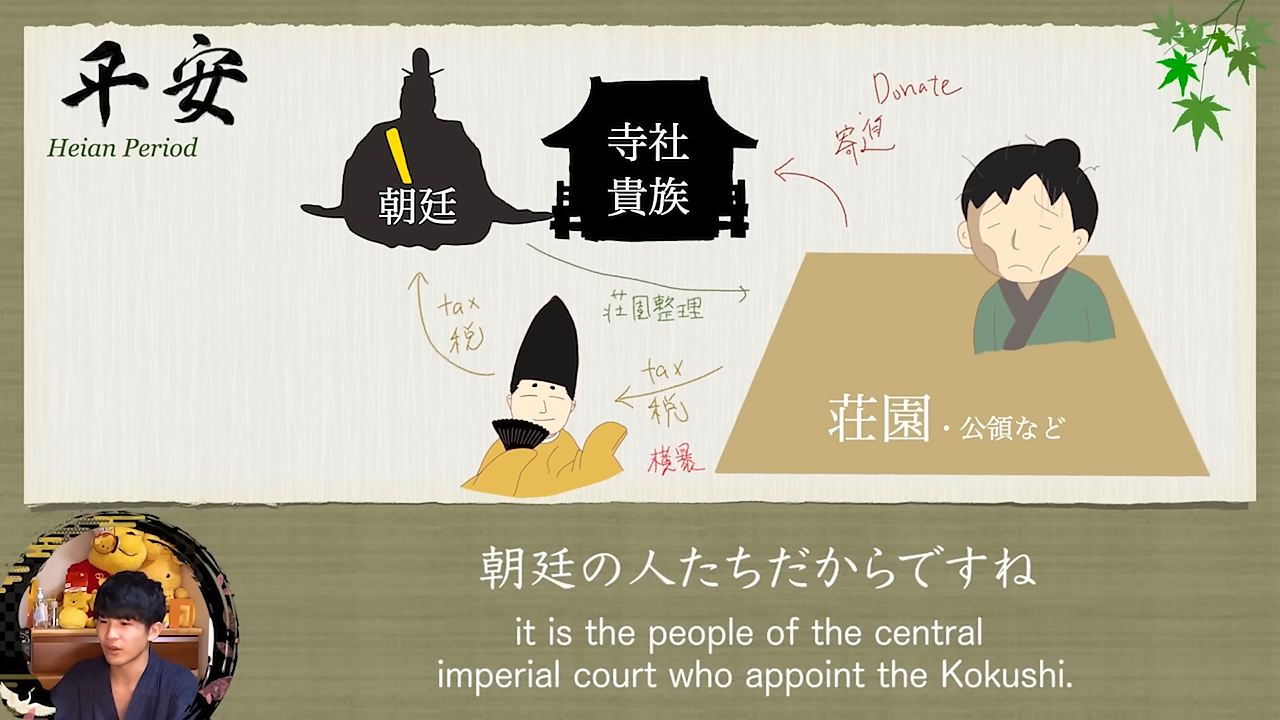 平安
Heian Period
朝廷
寺社
貴族
Donate
寄進
tax
税
荘園整理
tax
税
横暴
荘園・公領など
朝廷の人たちだからですね
it is the people of the central
imperial court who appoint the Kokushi.